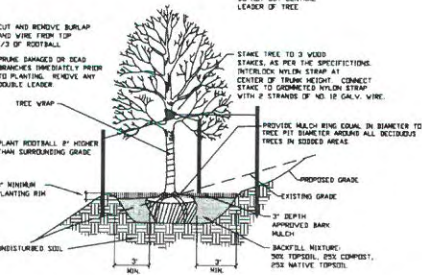 LEADER OF TREE
CUT AND REMOVE BURLAP
AND WIRE FROM TOP
1/3 OF ROOTBALL
PRUNE DAMAGED OR DEAD
BRANCHES IMMEDIATELY PRIOR
TO PLANTING. REMOVE ANY
DOUBLE LEADER.
TREE WRAP
PLANT ROOTBALL 2" HIGHER
THAN SURROUNDING GRADE
MINIMUM
PLANTING RIM
UNDISTURBED SOIL
STAKE TREE TO 3 WOOD
STAKES, AS PER THE SPECIFICTIONS.
INTERLOCK NYLON STRAP AT
CENTER OF TRUNK HEIGHT. CONNECT
STAKE TO GROMMETED NYLON STRAP
WITH 2 STRANDS OF NO. 12 GALV. WIRE.
PROVIDE MULCH RING EQUAL IN DIAMETER TO
TREE PIT DIAMETER AROUND ALL DECIDUOUS
TREES IN SODDED AREAS
PROPOSED GRADE
EXISTING GRADE
3" DEPTH
APPROVED BARK
MULCH
BACKFILL MIXTURE:
50% TOPSOIL, 25% COMPOST,
25% NATIVE TOPSOIL
3'
MIN.
3'
MIN.